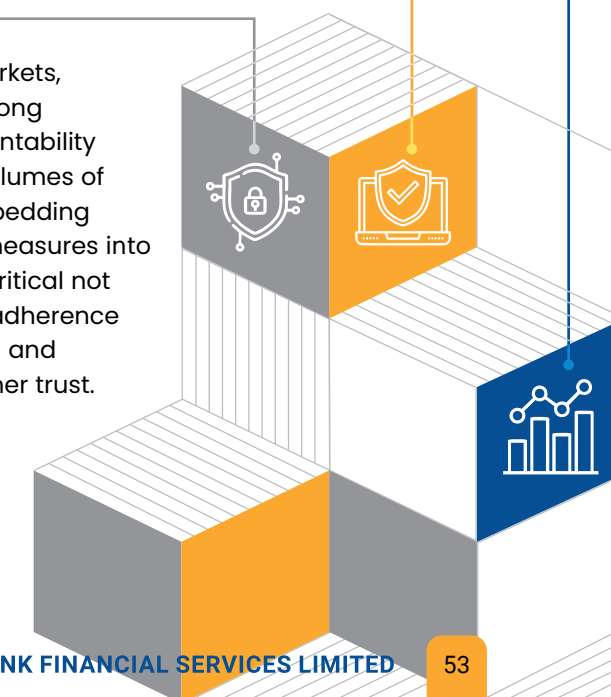 rkets,
ong
ntability
lumes of
bedding
measures into
ritical not
adherence
and
ner trust.
NK FINANCIAL SERVICES LIMITED
53